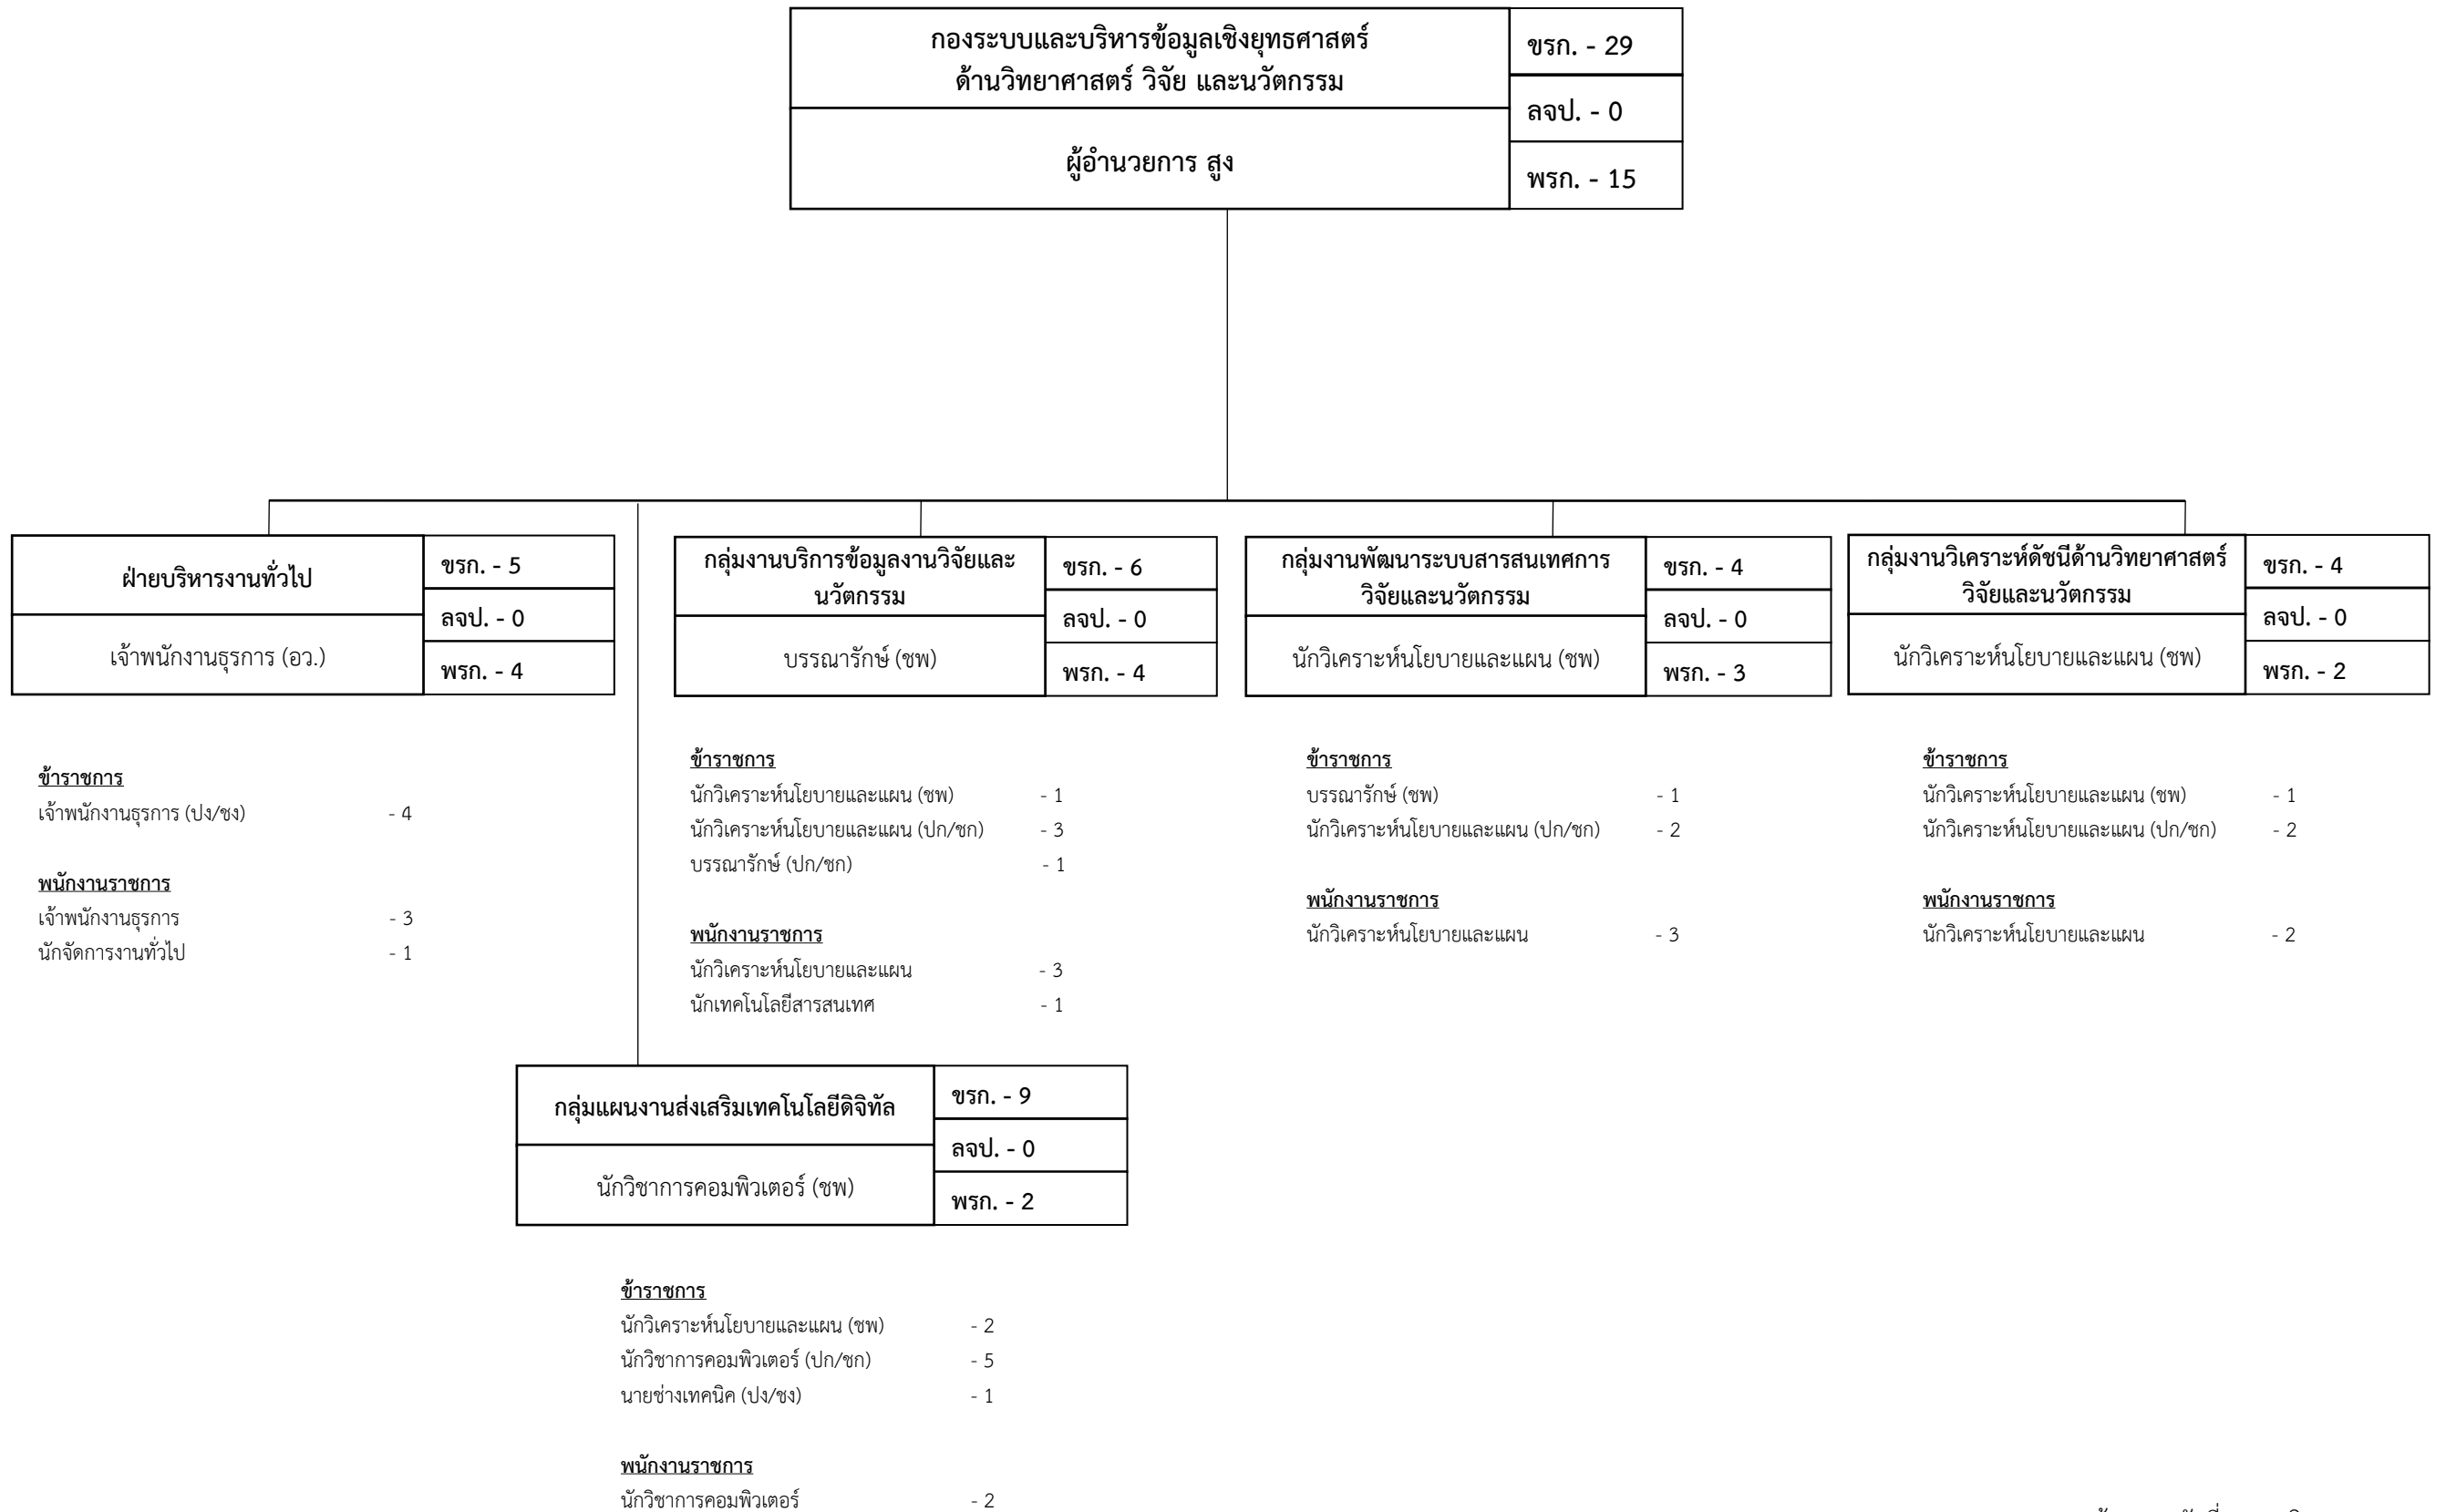 กองระบบและบริหารข้อมูลเชิงยุทธศาสตร์
ด้านวิทยาศาสตร์ วิจัย และนวัตกรรม
ผู้อำนวยการ สูง
ขรก. - 29
ลจป. - 0
พรก. - 15
ฝ่ายบริหารงานทั่วไป
เจ้าพนักงานธุรการ (อว.)
ขรก. - 5
ลจป. - 0
พรก. - 4
ข้าราชการ
เจ้าพนักงานธุรการ (ปง/ชง) - 4
พนักงานราชการ
เจ้าพนักงานธุรการ - 3
นักจัดการงานทั่วไป - 1
กลุ่มงานบริการข้อมูลงานวิจัยและ
นวัตกรรม
บรรณารักษ์ (ชพ)
ขรก. - 6
ลจป. - 0
พรก. - 4
ข้าราชการ
นักวิเคราะห์นโยบายและแผน (ชพ) - 1
นักวิเคราะห์นโยบายและแผน (ปก/ชก) - 3
บรรณารักษ์ (ปก/ชก) - 1
พนักงานราชการ
นักวิเคราะห์นโยบายและแผน - 3
นักเทคโนโลยีสารสนเทศ - 1
กลุ่มงานพัฒนาระบบสารสนเทศการ
วิจัยและนวัตกรรม
นักวิเคราะห์นโยบายและแผน (ชพ)
ขรก. - 4
ลจป. - 0
พรก. - 3
ข้าราชการ
บรรณารักษ์ (ชพ) - 1
นักวิเคราะห์นโยบายและแผน (ปก/ชก) - 2
พนักงานราชการ
นักวิเคราะห์นโยบายและแผน - 3
กลุ่มงานวิเคราะห์ดัชนีด้านวิทยาศาสตร์
วิจัยและนวัตกรรม
นักวิเคราะห์นโยบายและแผน (ชพ)
ขรก. - 4
ลจป. - 0
พรก. - 2
ข้าราชการ
นักวิเคราะห์นโยบายและแผน (ชพ) - 1
นักวิเคราะห์นโยบายและแผน (ปก/ชก) - 2
พนักงานราชการ
นักวิเคราะห์นโยบายและแผน - 2
กลุ่มแผนงานส่งเสริมเทคโนโลยีดิจิทัล
นักวิชาการคอมพิวเตอร์ (ชพ)
ขรก. - 9
ลจป. - 0
พรก. - 2
ข้าราชการ
นักวิเคราะห์นโยบายและแผน (ชพ) - 2
นักวิชาการคอมพิวเตอร์ (ปก/ชก) - 5
นายช่างเทคนิค (ปง/ชง) - 1
พนักงานราชการ
นักวิชาการคอมพิวเตอร์ - 2